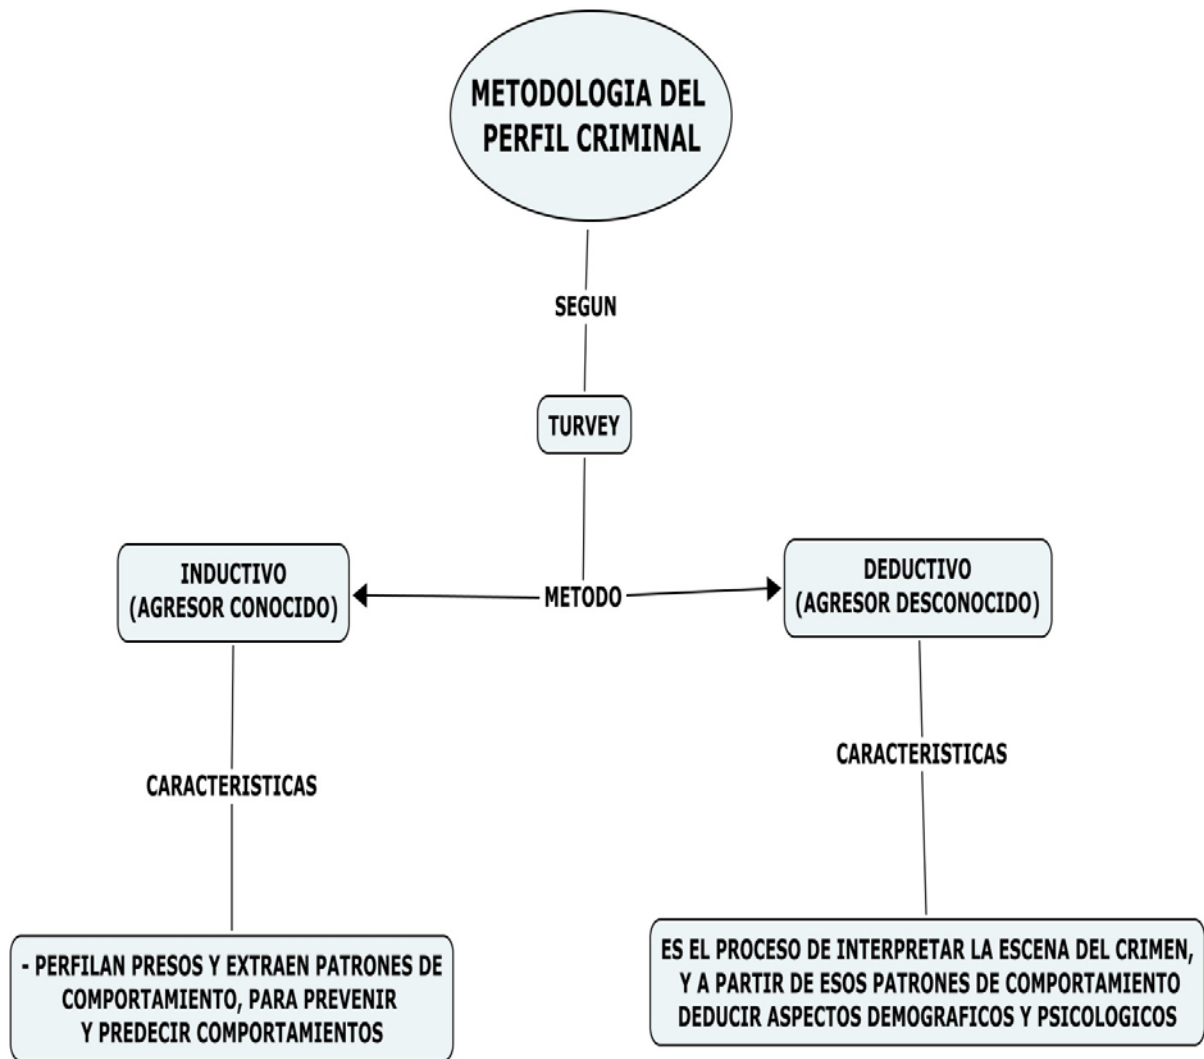 METODOLOGIA DEL
PERFIL CRIMINAL
SEGUN
TURVEY
METODO
INDUCTIVO
(AGRESOR CONOCIDO)
DEDUCTIVO
(AGRESOR DESCONOCIDO)
CARACTERISTICAS
CARACTERISTICAS
- PERFILAN PRESOS Y EXTRAEN PATRONES DE
COMPORTAMIENTO, PARA PREVENIR
Y PREDECIR COMPORTAMIENTOS
ES EL PROCESO DE INTERPRETAR LA ESCENA DEL CRIMEN,
Y A PARTIR DE ESOS PATRONES DE COMPORTAMIENTO
DEDUCIR ASPECTOS DEMOGRAFICOS Y PSICOLOGICOS